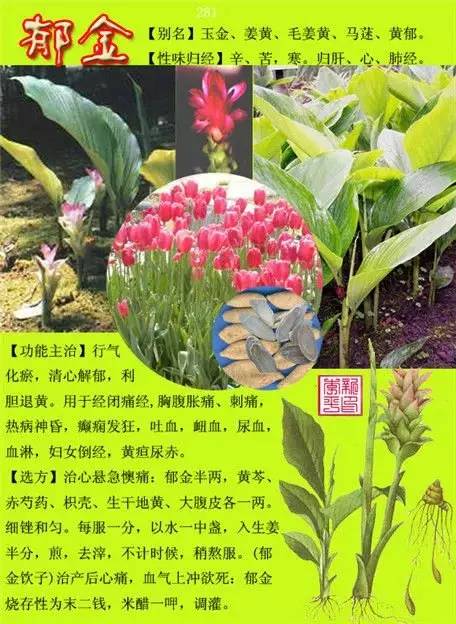 281
郁金
【别名】玉金、姜黄、毛姜黄、马莲、黄郁。
【性味归经】辛、苦，寒。归肝、心、肺经。
【功能主治】行气
化瘀，清心解郁，利
胆退黄。用于经闭痛经,胸腹胀痛、刺痛，
热病神昏，癫痫发狂，吐血，衄血，尿血，
血淋，妇女倒经，黄疸尿赤。
【选方】治心悬急懊痛：郁金半两，黄芩、
赤芍药、枳壳、生干地黄、大腹皮各一两。
细锉和匀。每服一分，以水一中盏，入生姜
半分，煎，去滓，不计时候，稍熬服。(郁
金饮子)治产后心痛，血气上冲欲死：郁金
烧存性为末二钱，米醋一呷，调灌。